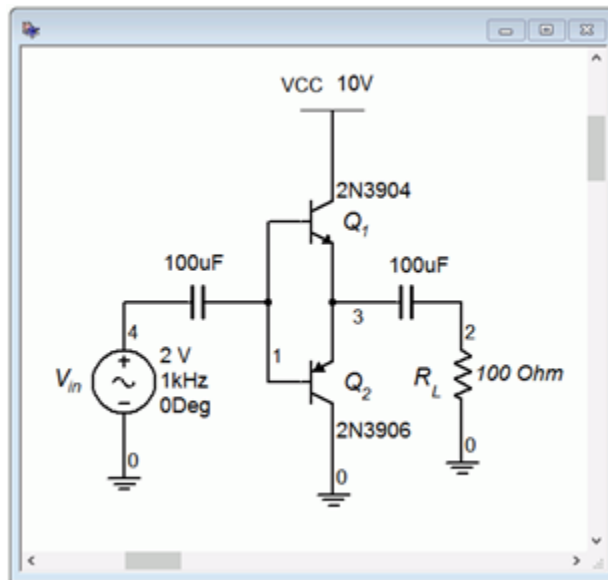 VCC 10V
2N3904
Q1
100uF
100uF
4
3
2
1
2 V
Vin
1kHz
0Deg
Q2
RL
100 Ohm
2N3906
0
0
0